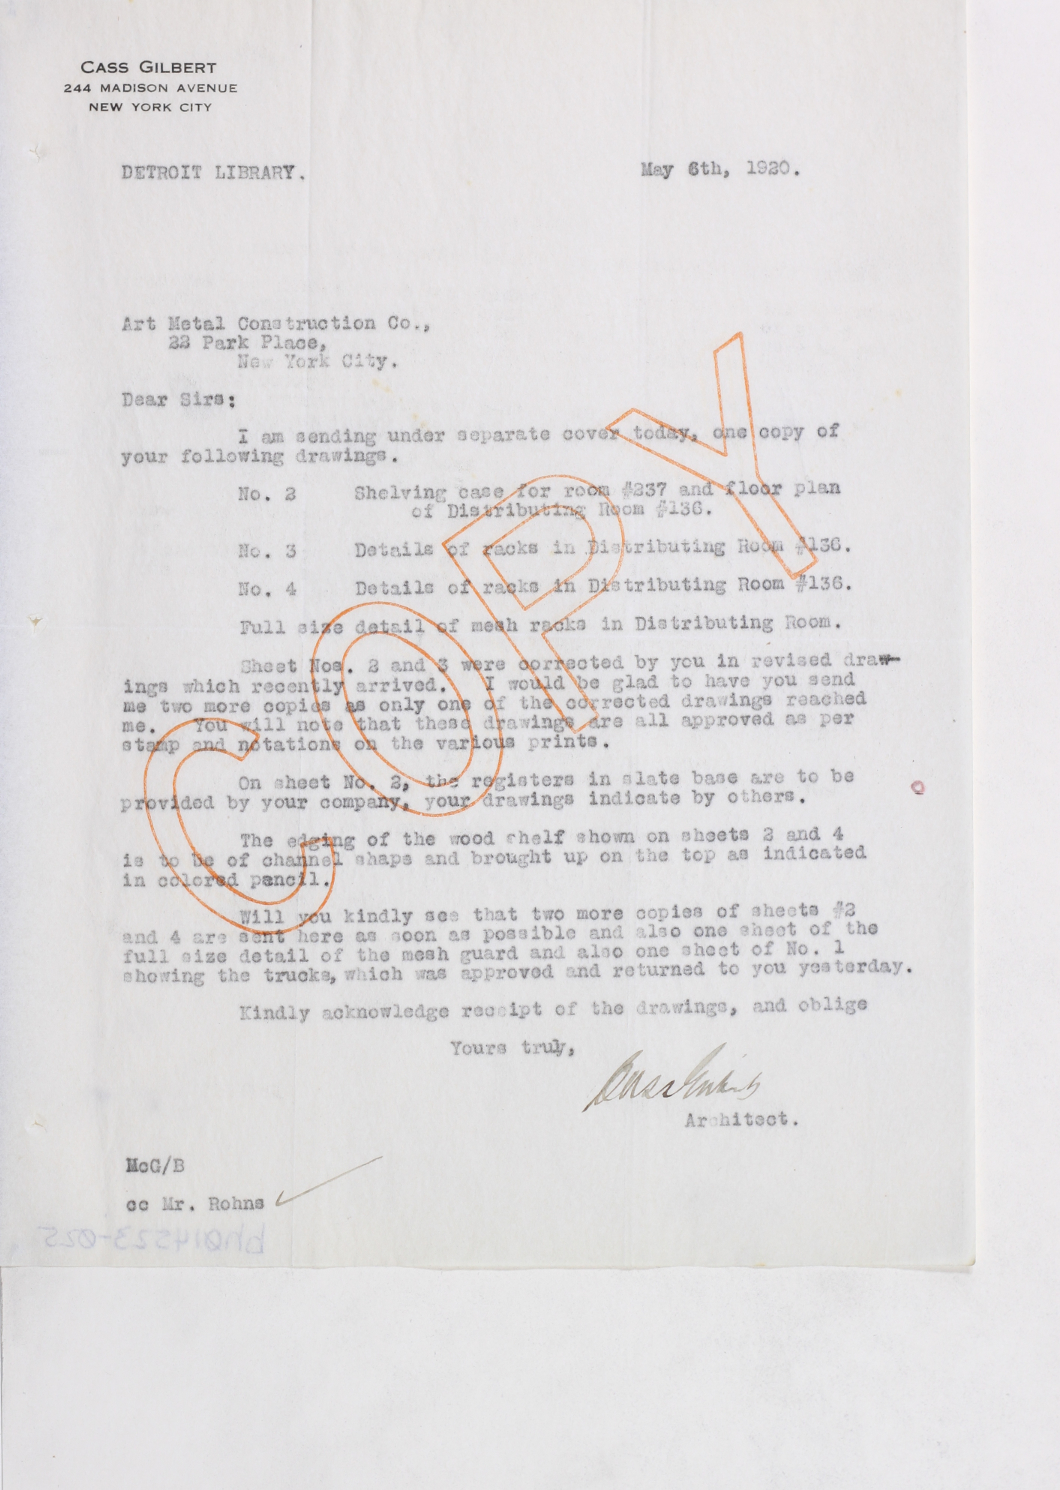 CASS GILBERT
244 MADISON AVENUE
NEW YORK CITY
DETROIT LIBRARY. May 6th, 1920.
Art Metal Construction Co.,
22 Park Place,
New York City.
Dear Sirs:
I am sending under separate cover today, one copy of
your following drawings.
No. 2 Shelving case for room #237 and floor plan
of Distributing Room #136.
No. 3 Details of racks in Distributing Room #136.
No. 4 Details of racks in Distributing Room #136.
Full size detail of mesh racks in Distributing Room.
Sheet Nos. 2 and 3 were corrected by you in revised draw-
ings which recently arrived. I would be glad to have you send
me two more copies as only one of the corrected drawings reached
me. You will note that these drawings are all approved as per
stamp and notations on the various prints.
On sheet No. 2, the registers in slate base are to be
provided by your company, your drawings indicate by others.
The edging of the wood shelf shown on sheets 2 and 4
is to be of channel shape and brought up on the top as indicated
in colored pencil.
Will you kindly see that two more copies of sheets #2
and 4 are sent here as soon as possible and also one sheet of the
full size detail of the mesh guard and also one sheet of No. 1
showing the trucks, which was approved and returned to you yesterday.
Kindly acknowledge receipt of the drawings, and oblige
Yours truly,
Cass Gilbert
Architect.
McG/B
cc Mr. Rohns
bh014523-025
COPY